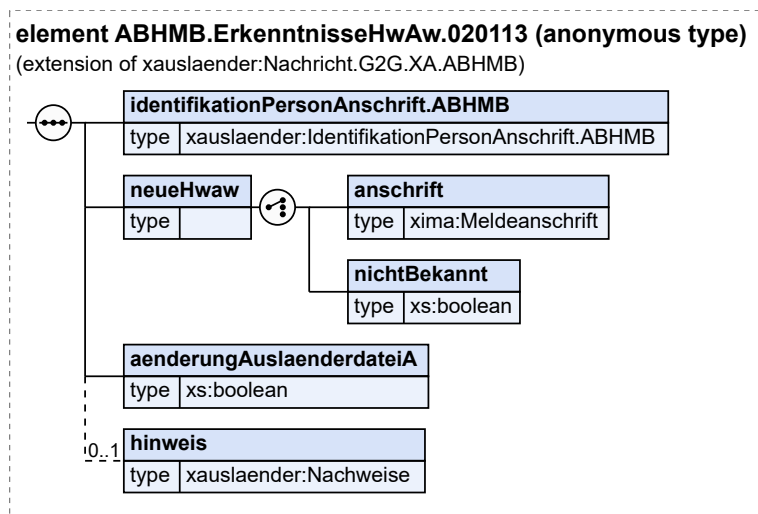 element ABHMB.ErkenntnisseHwAw.020113 (anonymous type)
(extension of xauslaender:Nachricht.G2G.XA.ABHMB)
identifikationPersonAnschrift.ABHMB
type xauslaender:IdentifikationPersonAnschrift.ABHMB
neueHwaw
type
anschrift
type xima:Meldeanschrift
nichtBekannt
type xs:boolean
aenderungAuslaenderdateiA
type xs:boolean
0..1
hinweis
type xauslaender:Nachweise